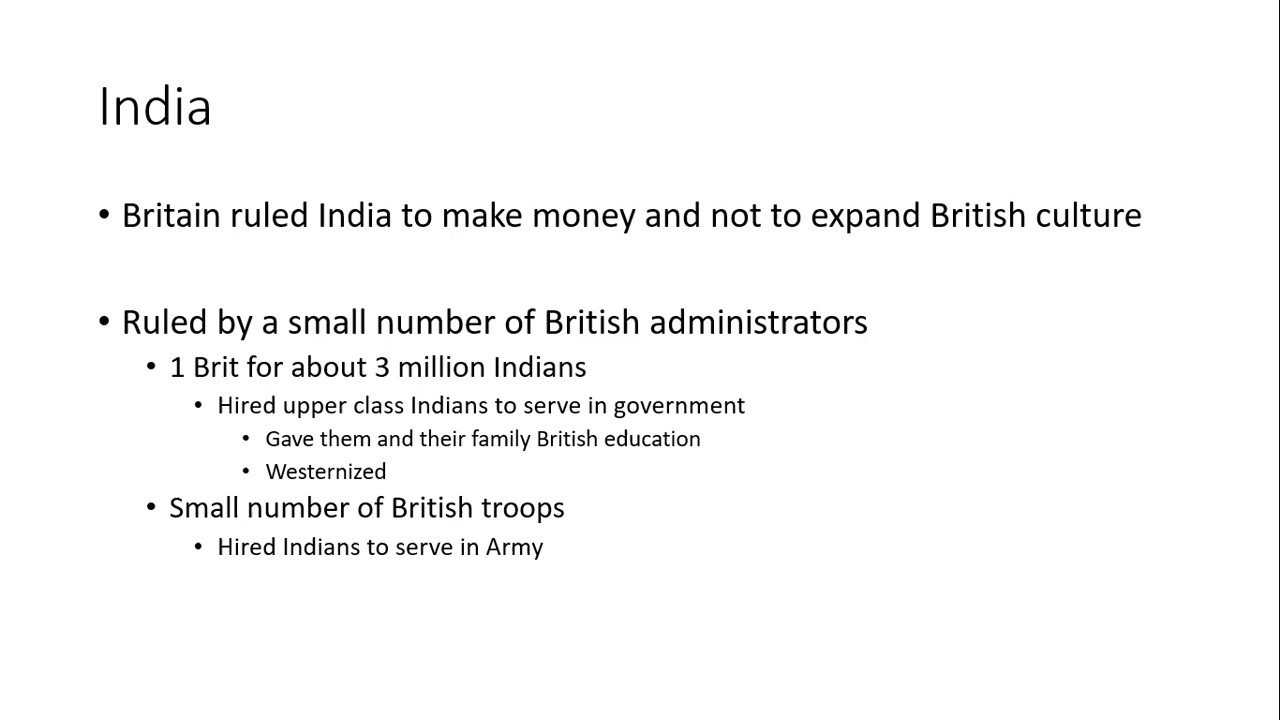 India
• Britain ruled India to make money and not to expand British culture
• Ruled by a small number of British administrators
• 1 Brit for about 3 million Indians
• Hired upper class Indians to serve in government
• Gave them and their family British education
• Westernized
• Small number of British troops
• Hired Indians to serve in Army